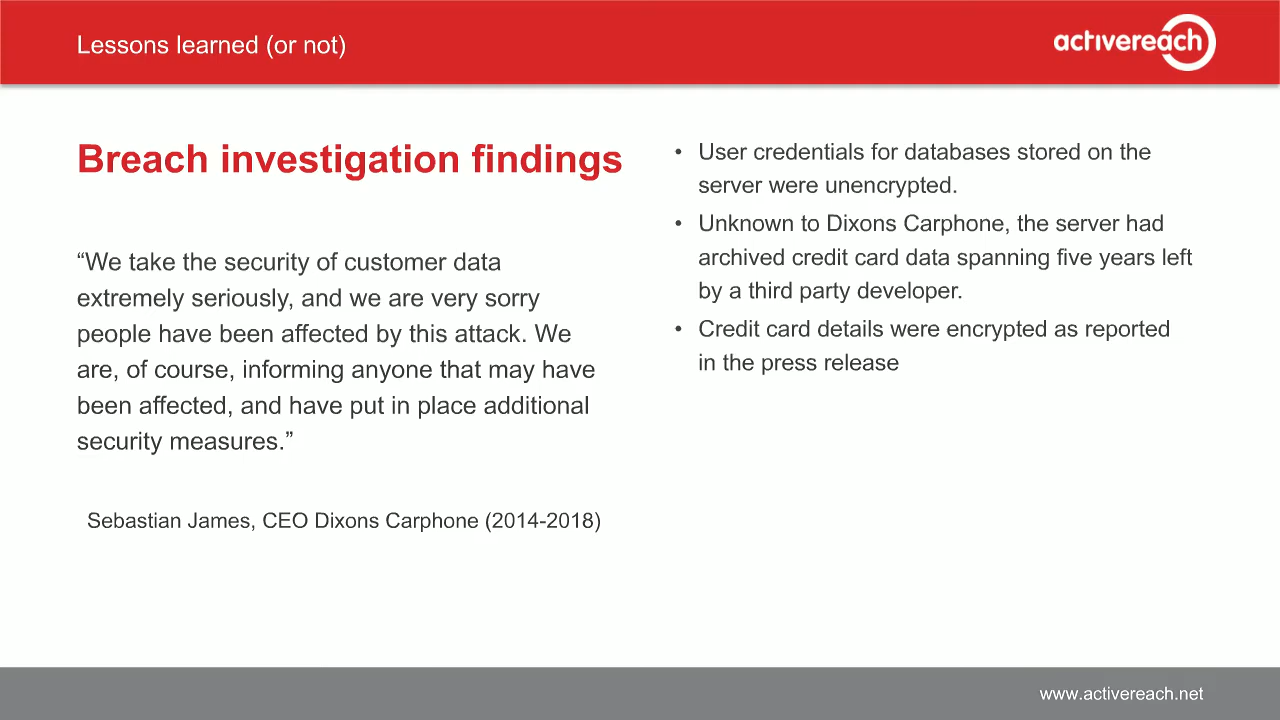 Lessons learned (or not)
activereach
Breach investigation findings
“We take the security of customer data
extremely seriously, and we are very sorry
people have been affected by this attack. We
are, of course, informing anyone that may have
been affected, and have put in place additional
security measures.”
Sebastian James, CEO Dixons Carphone (2014-2018)
• User credentials for databases stored on the
server were unencrypted.
• Unknown to Dixons Carphone, the server had
archived credit card data spanning five years left
by a third party developer.
• Credit card details were encrypted as reported
in the press release
www.activereach.net